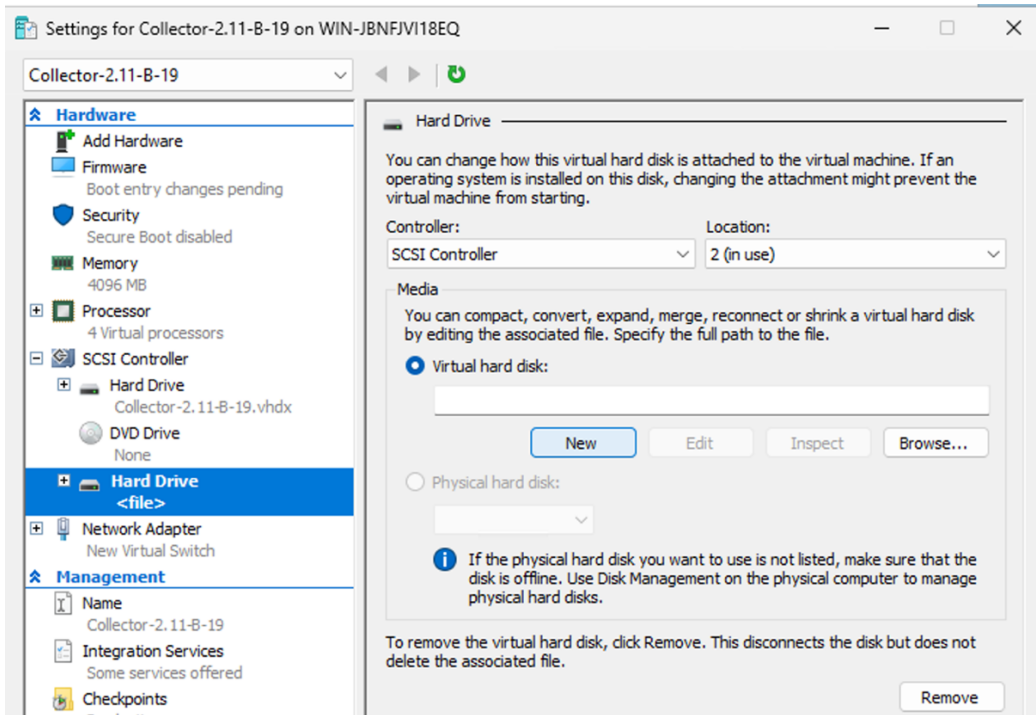 Settings for Collector-2.11-B-19 on WIN-JBNFJVI18EQ
Collector-2.11-B-19
Hardware
Add Hardware
Firmware
Boot entry changes pending
Security
Secure Boot disabled
Memory
4096 MB
Processor
4 Virtual processors
SCSI Controller
Hard Drive
Collector-2.11-B-19.vhdx
DVD Drive
None
Hard Drive
<file>
Network Adapter
New Virtual Switch
Management
Name
Collector-2.11-B-19
Integration Services
Some services offered
Checkpoints
Hard Drive
You can change how this virtual hard disk is attached to the virtual machine. If an
operating system is installed on this disk, changing the attachment might prevent the
virtual machine from starting.
Controller:
Location:
SCSI Controller
2 (in use)
Media
You can compact, convert, expand, merge, reconnect or shrink a virtual hard disk
by editing the associated file. Specify the full path to the file.
Virtual hard disk:
New
Edit
Inspect
Browse...
Physical hard disk:
If the physical hard disk you want to use is not listed, make sure that the
disk is offline. Use Disk Management on the physical computer to manage
physical hard disks.
To remove the virtual hard disk, click Remove. This disconnects the disk but does not
delete the associated file.
Remove